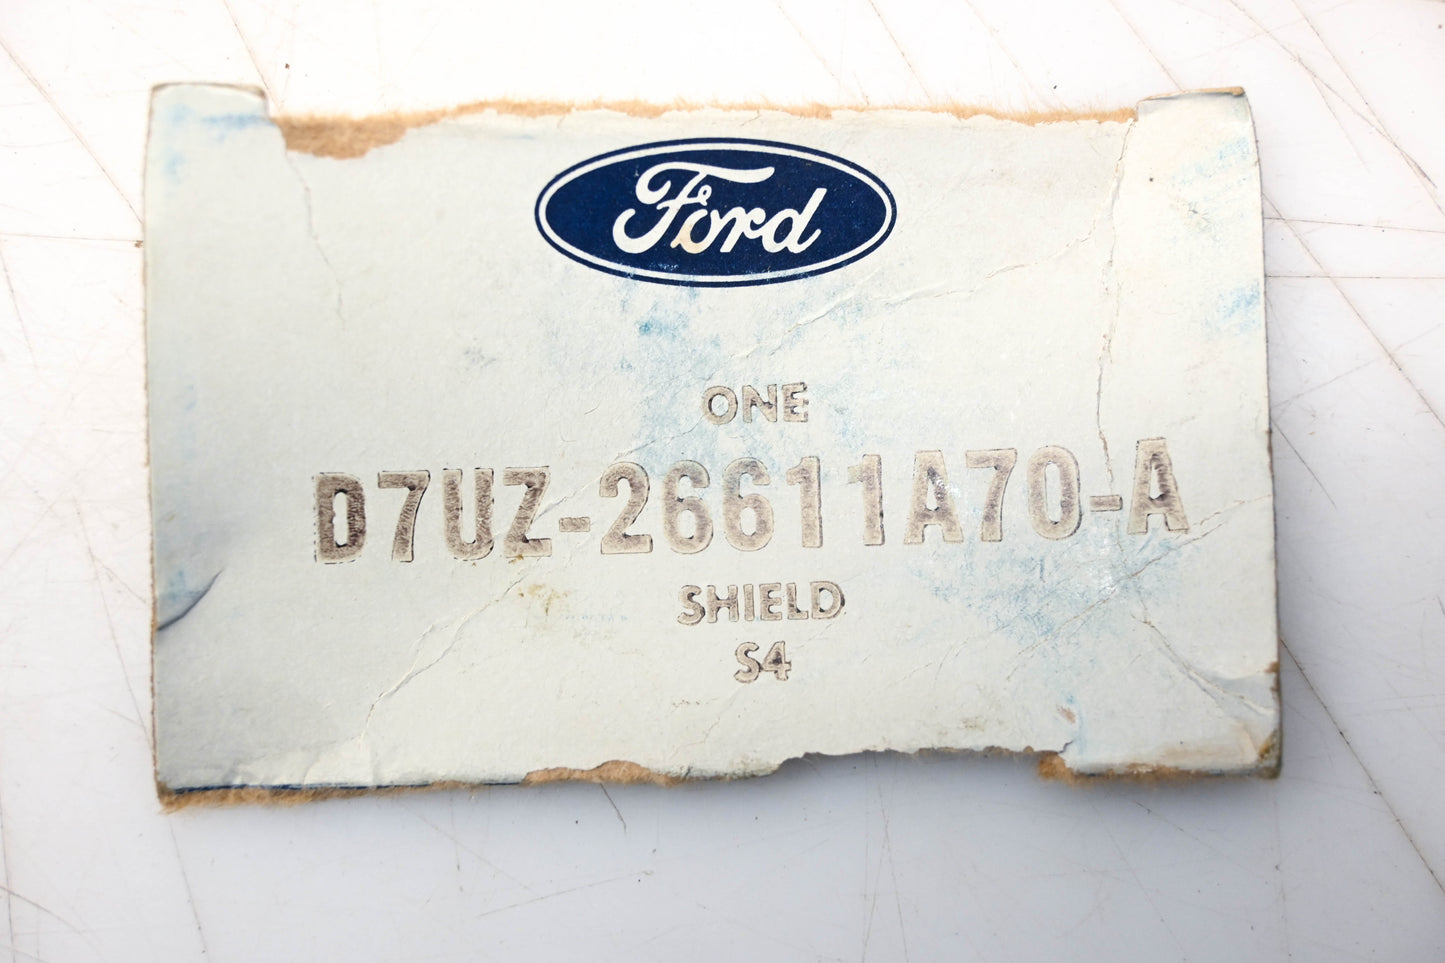 Ford
ONE
D7UZ-26611A70-A
SHIELD
S4